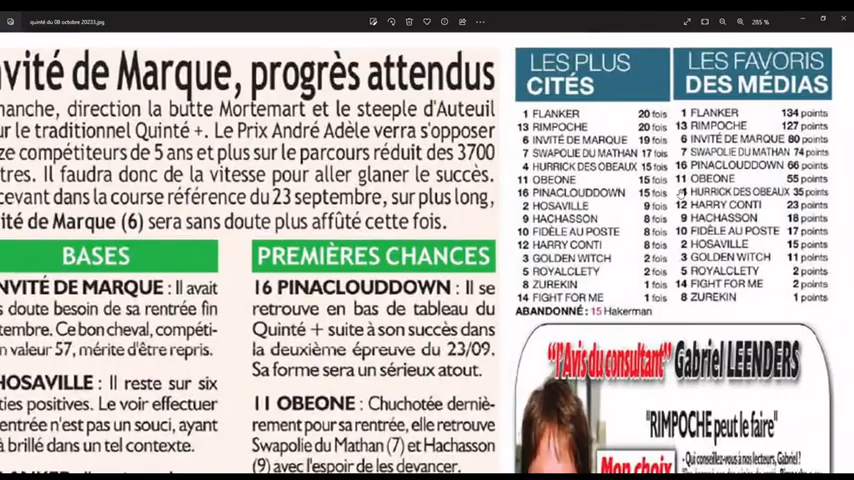 quinté du 08 octobre 20233.jpg
285 %
nvité de Marque, progrès attendus
manche, direction la butte Mortemart et le steeple d'Auteuil
ur le traditionnel Quinté +. Le Prix André Adèle verra s'opposer
ze compétiteurs de 5 ans et plus sur le parcours réduit des 3700
tres. Il faudra donc de la vitesse pour aller glaner le succès.
cevant dans la course référence du 23 septembre, sur plus long,
ité de Marque (6) sera sans doute plus affûté cette fois.
BASES
NVITÉ DE MARQUE : Il avait
s doute besoin de sa rentrée fin
tembre. Ce bon cheval, compéti-
n valeur 57, mérite d'être repris.
HOSAVILLE : Il reste sur six
ties positives. Le voir effectuer
entrée n'est pas un souci, ayant
à brillé dans un tel contexte.
PREMIÈRES CHANCES
16 PINACLOUDDOWN : Il se
retrouve en bas de tableau du
Quinté + suite à son succès dans
la deuxième épreuve du 23/09.
Sa forme sera un sérieux atout.
11 OBEONE : Chuchotée derniè-
rement pour sa rentrée, elle retrouve
Swapolie du Mathan (7) et Hachasson
(9) avec l'espoir de les devancer.
LES PLUS
CITÉS
1 FLANKER 20 fois
13 RIMPOCHE 20 fois
6 INVITÉ DE MARQUE 19 fois
7 SWAPOLIE DU MATHAN 17 fois
4 HURRICK DES OBEAUX 15 fois
11 OBEONE 15 fois
16 PINACLOUDDOWN 15 fois
2 HOSAVILLE 9 fois
9 HACHASSON 8 fois
10 FIDÈLE AU POSTE 8 fois
12 HARRY CONTI 8 fois
3 GOLDEN WITCH 2 fois
5 ROYALCLETY 2 fois
8 ZUREKIN 1 fois
14 FIGHT FOR ME 1 fois
ABANDONNÉ : 15 Hakerman
LES FAVORIS
DES MÉDIAS
1 FLANKER 134 points
13 RIMPOCHE 127 points
6 INVITÉ DE MARQUE 80 points
7 SWAPOLIE DU MATHAN 74 points
16 PINACLOUDDOWN 66 points
11 OBEONE 55 points
HURRICK DES OBEAUX 35 points
12 HARRY CONTI 23 points
9 HACHASSON 18 points
10 FIDÈLE AU POSTE 17 points
2 HOSAVILLE 15 points
3 GOLDEN WITCH 11 points
5 ROYALCLETY 2 points
14 FIGHT FOR ME 2 points
8 ZUREKIN 1 points
"l'Avis du consultant" Gabriel LEENDERS
"RIMPOCHE peut le faire"
Mon choix
- Qui conseillez-vous à nos lecteurs, Gabriel ?